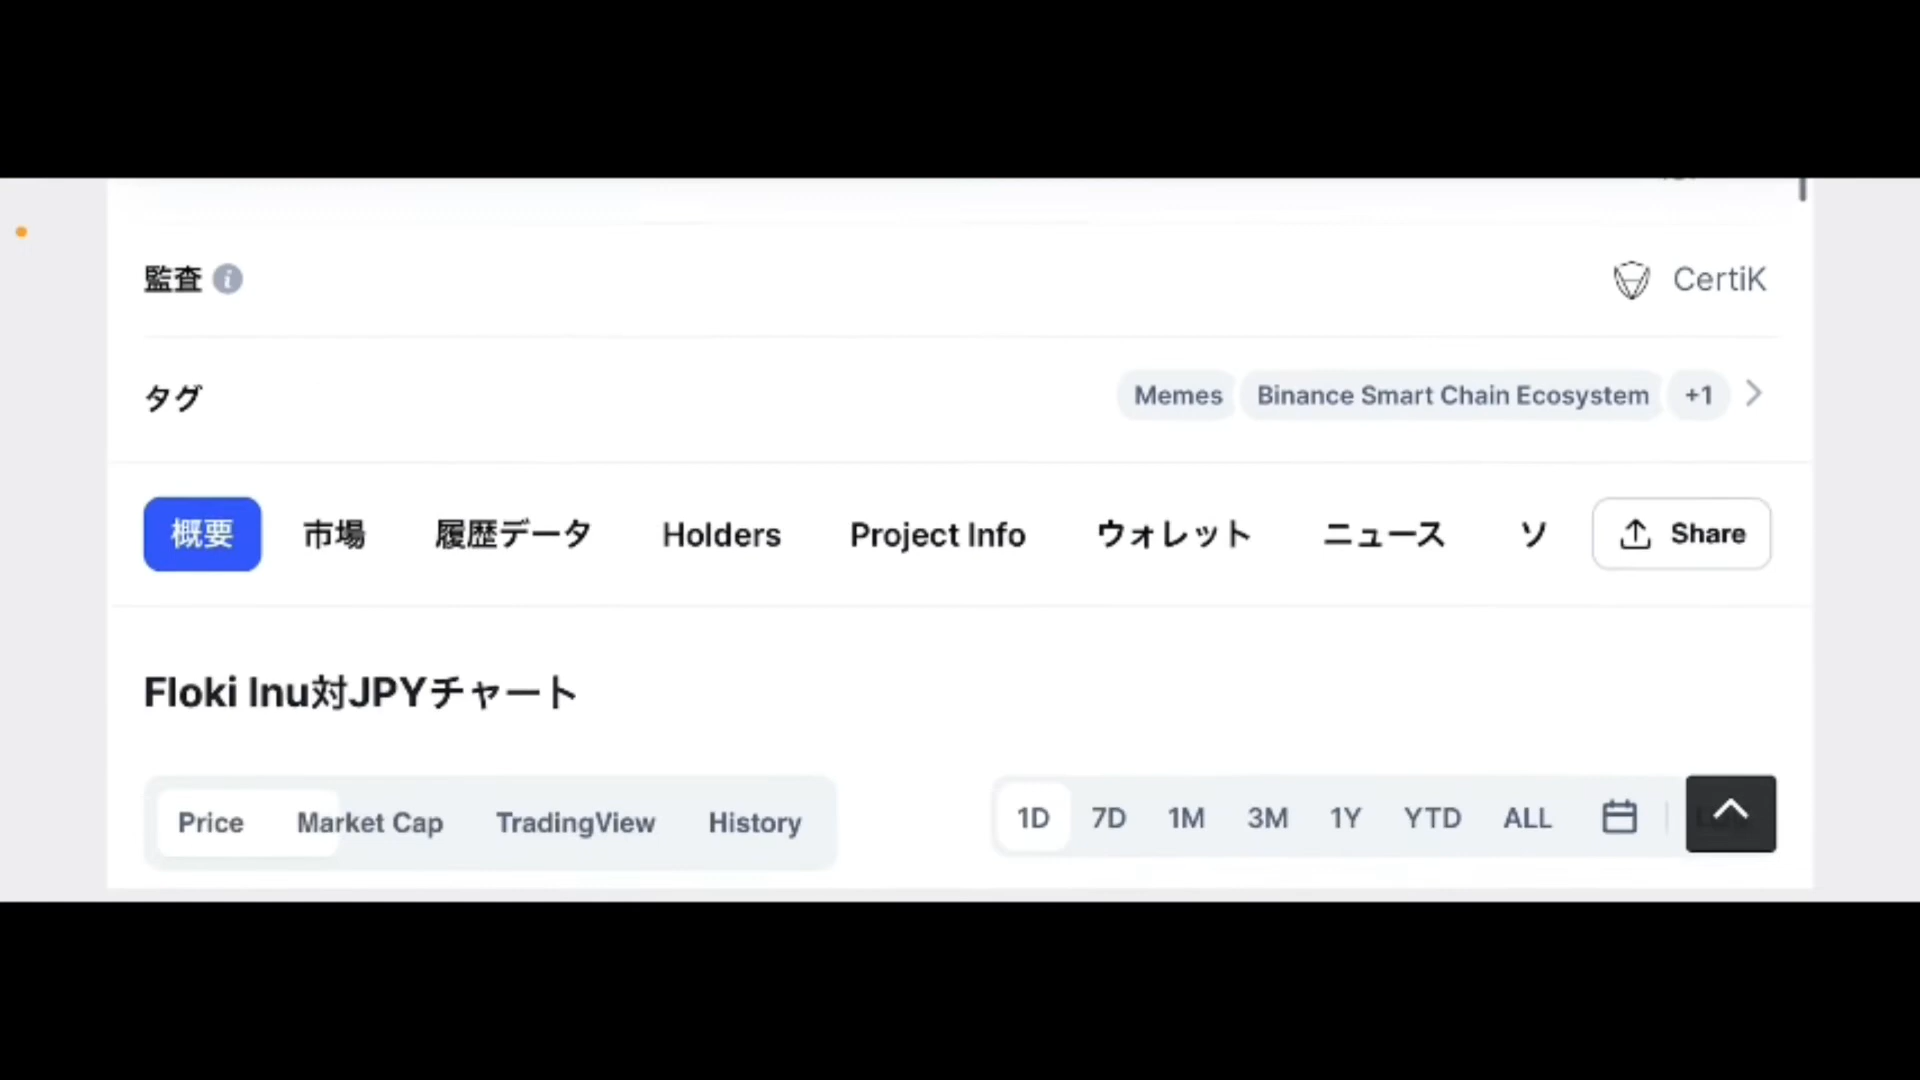 監査 CertiK
タグ Memes Binance Smart Chain Ecosystem +1
概要 市場 履歴データ Holders Project Info ウォレット ニュース ソ Share
Floki Inu対JPYチャート
Price Market Cap TradingView History 1D 7D 1M 3M 1Y YTD ALL